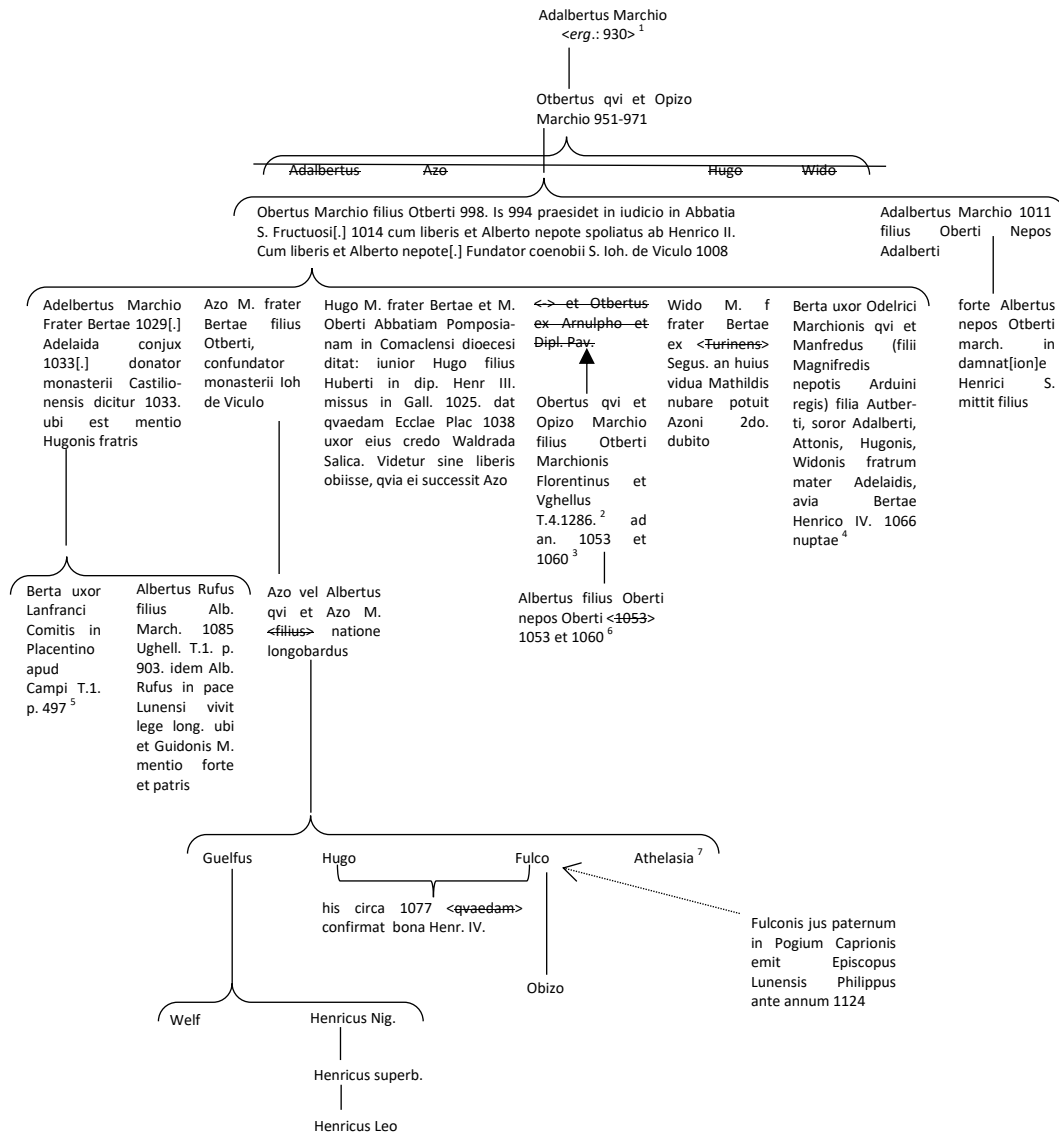 Adalbertus Marchio
<erg.: 930> 1
Otbertus qvi et Opizo
Marchio 951-971
Adalbertus Azo Hugo Wido
Obertus Marchio filius Otberti 998. Is 994 praesidet in iudicio in Abbatia
S. Fructuosi[.] 1014 cum liberis et Alberto nepote spoliatus ab Henrico II.
Cum liberis et Alberto nepote[.] Fundator coenobii S. Ioh. de Viculo 1008
Adalbertus Marchio 1011
filius Oberti Nepos
Adalberti
Adelbertus Marchio
Frater Bertae 1029[.]
Adelaida conjux
1033[.] donator
monasterii Castilio-
nensis dicitur 1033.
ubi est mentio
Hugonis fratris
Azo M. frater
Bertae filius
Otberti,
confundator
monasterii Ioh
de Viculo
Hugo M. frater Bertae et M.
Oberti Abbatiam Pomposia-
nam in Comaclensi dioecesi
ditat: iunior Hugo filius
Huberti in dip. Henr III.
missus in Gall. 1025. dat
qvaedam Ecclae Plac 1038
uxor eius credo Waldrada
Salica. Videtur sine liberis
obiisse, qvia ei successit Azo
<-> et Otbertus
ex Arnulpho et
Dipl. Pav.
Obertus qvi et
Opizo Marchio
filius Otberti
Marchionis
Florentinus et
Vghellus
T.4.1286. 2 ad
an. 1053 et
1060 3
Wido M. f
frater Bertae
ex <Turinens>
Segus. an huius
vidua Mathildis
nubare potuit
Azoni 2do.
dubito
Berta uxor Odelrici
Marchionis qvi et
Manfredus (filii
Magnifredis
nepotis Arduini
regis) filia Autber-
ti, soror Adalberti,
Attonis, Hugonis,
Widonis fratrum
mater Adelaidis,
avia Bertae
Henrico IV. 1066
nuptae 4
forte Albertus
nepos Otberti
march. in
damnat[ion]e
Henrici S.
mittit filius
Berta uxor
Lanfranci
Comitis in
Placentino
apud
Campi T.1.
p. 497 5
Albertus Rufus
filius Alb.
March. 1085
Ughell. T.1. p.
903. idem Alb.
Rufus in pace
Lunensi vivit
lege long. ubi
et Guidonis M.
mentio forte
et patris
Azo vel Albertus
qvi et Azo M.
<filius> natione
longobardus
Albertus filius Oberti
nepos Oberti <1053>
1053 et 1060 6
Guelfus Hugo Fulco Athelasia 7
his circa 1077 <qvaedam>
confirmat bona Henr. IV.
Fulconis jus paternum
in Pogium Caprionis
emit Episcopus
Lunensis Philippus
ante annum 1124
Obizo
Welf Henricus Nig.
Henricus superb.
Henricus Leo